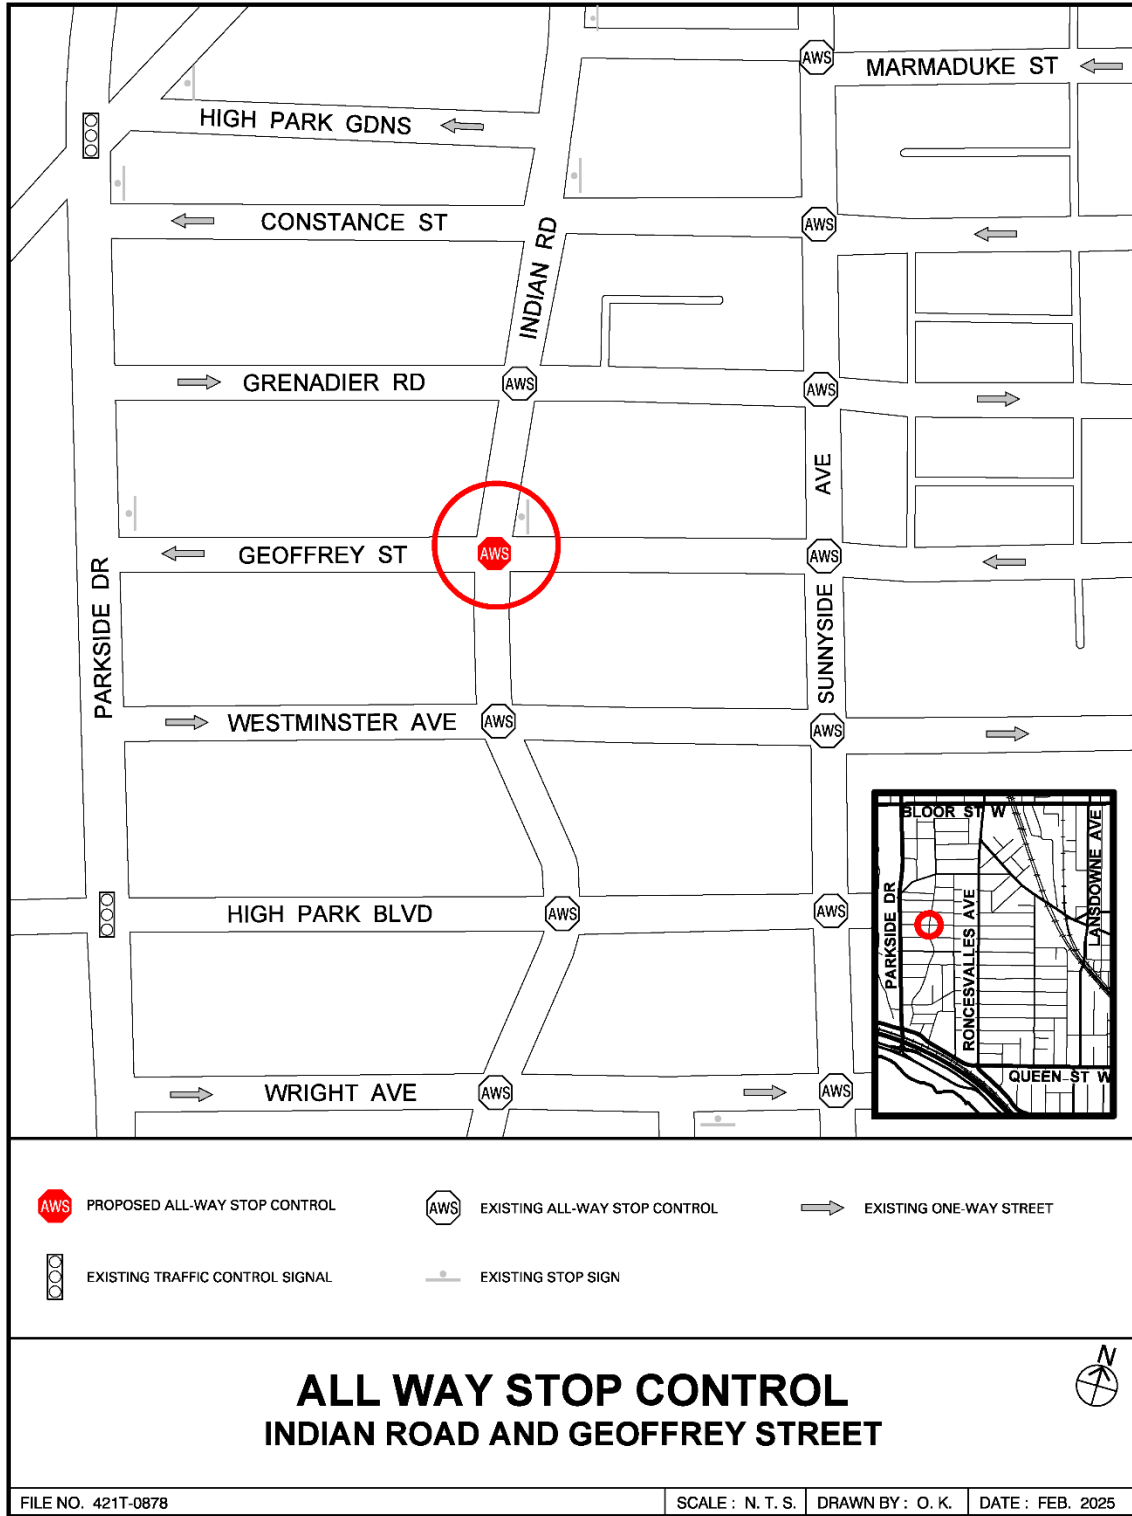 AWS
MARMADUKE ST
HIGH PARK GDNS
CONSTANCE ST
AWS
INDIAN RD
GRENADIER RD
AWS
AWS
AVE
GEOFFREY ST
AWS
AWS
PARKSIDE DR
SUNNYSIDE
WESTMINSTER AVE
AWS
AWS
HIGH PARK BLVD
AWS
AWS
WRIGHT AVE
AWS
AWS
BLOOR ST W
PARKSIDE DR
RONCESVALLES AVE
LANSDOWNE AVE
QUEEN ST W
AWS PROPOSED ALL-WAY STOP CONTROL
AWS EXISTING ALL-WAY STOP CONTROL
EXISTING ONE-WAY STREET
EXISTING TRAFFIC CONTROL SIGNAL
EXISTING STOP SIGN
N
ALL WAY STOP CONTROL
INDIAN ROAD AND GEOFFREY STREET
FILE NO. 421T-0878
SCALE : N. T. S.
DRAWN BY : O. K.
DATE : FEB. 2025